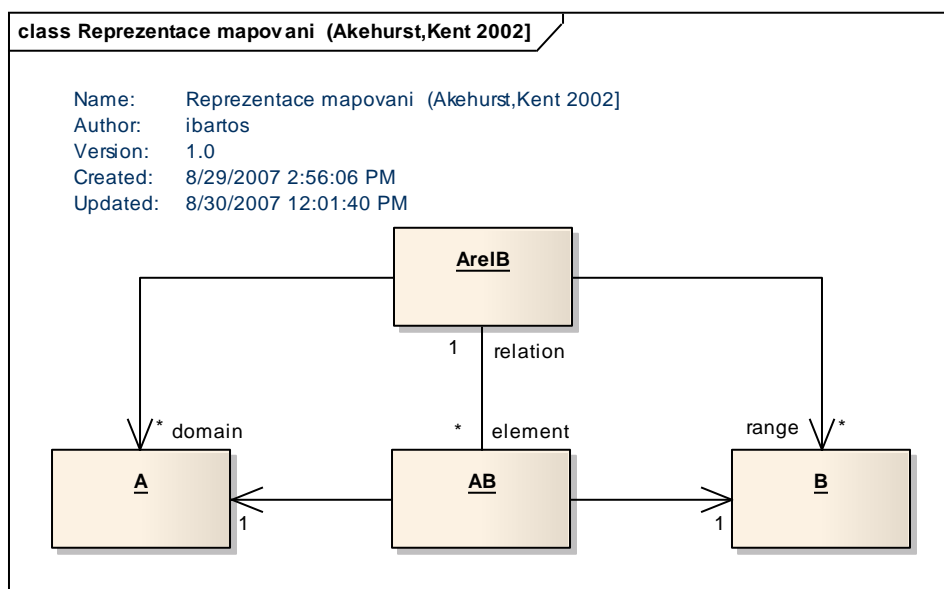 class Reprezentace mapovani (Akehurst,Kent 2002]
Name: Reprezentace mapovani (Akehurst,Kent 2002]
Author: ibartos
Version: 1.0
Created: 8/29/2007 2:56:06 PM
Updated: 8/30/2007 12:01:40 PM
ArelB
1 relation
* domain
* element
range *
A
AB
B
1
1